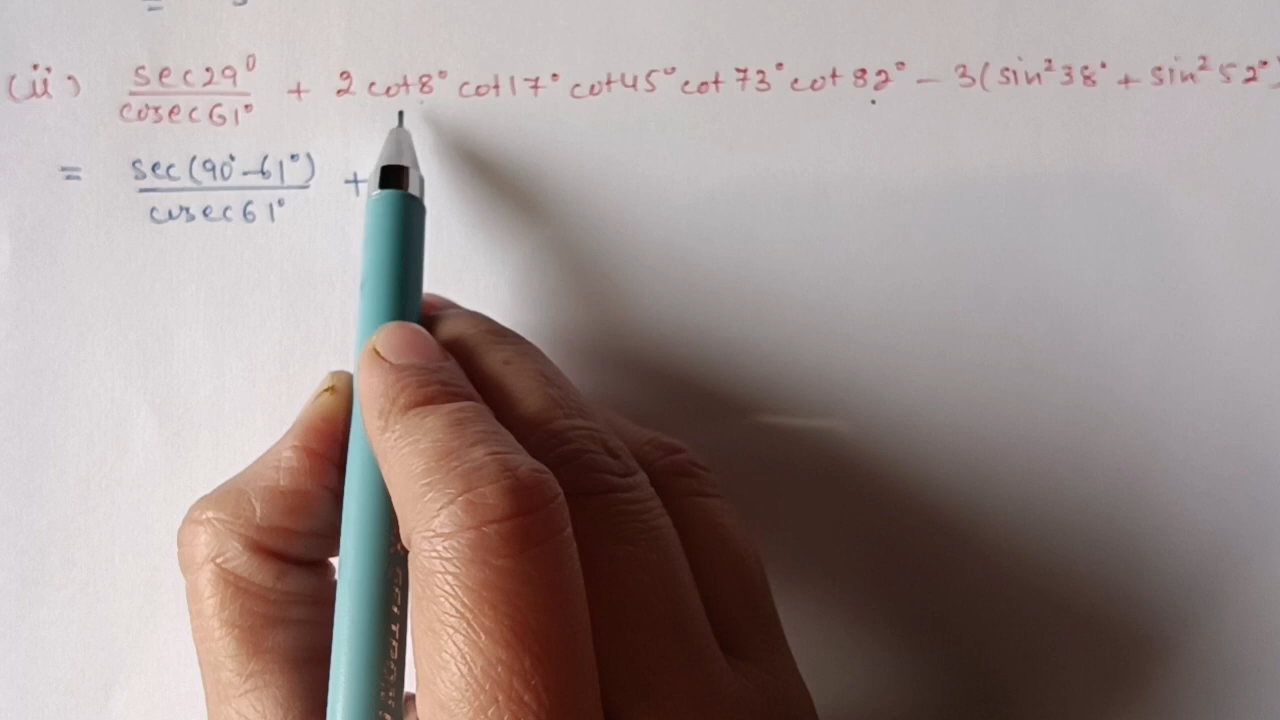 (ii) sec29° / cosec61° + 2 cot8° cot17° cot45° cot73° cot82° - 3(sin²38° + sin²52°)
= sec(90°-61°) / cosec61° +